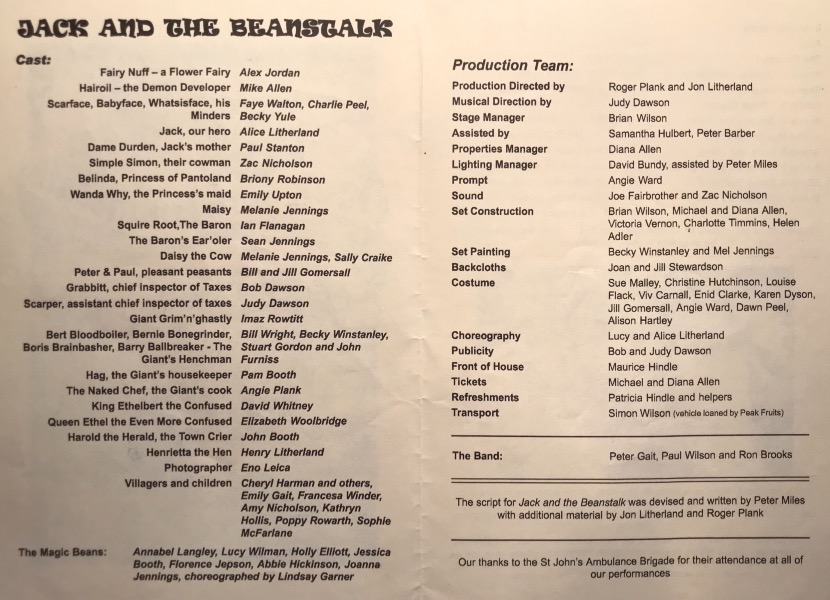 JACK AND THE BEANSTALK
Cast:
Fairy Nuff – a Flower Fairy Alex Jordan
Hairoil – the Demon Developer Mike Allen
Scarface, Babyface, Whatsisface, his Faye Walton, Charlie Peel,
Minders Becky Yule
Jack, our hero Alice Litherland
Dame Durden, Jack's mother Paul Stanton
Simple Simon, their cowman Zac Nicholson
Belinda, Princess of Pantoland Briony Robinson
Wanda Why, the Princess's maid Emily Upton
Maisy Melanie Jennings
Squire Root,The Baron Ian Flanagan
The Baron's Ear'oler Sean Jennings
Daisy the Cow Melanie Jennings, Sally Craike
Peter & Paul, pleasant peasants Bill and Jill Gomersall
Grabbitt, chief inspector of Taxes Bob Dawson
Scarper, assistant chief inspector of taxes Judy Dawson
Giant Grim'n'ghastly Imaz Rowtitt
Bert Bloodboiler, Bernie Bonegrinder, Bill Wright, Becky Winstanley,
Boris Brainbasher, Barry Ballbreaker - The Stuart Gordon and John
Giant's Henchman Furniss
Hag, the Giant's housekeeper Pam Booth
The Naked Chef, the Giant's cook Angie Plank
King Ethelbert the Confused David Whitney
Queen Ethel the Even More Confused Elizabeth Woolbridge
Harold the Herald, the Town Crier John Booth
Henrietta the Hen Henry Litherland
Photographer Eno Leica
Villagers and children Cheryl Harman and others,
Emily Gait, Francesa Winder,
Amy Nicholson, Kathryn
Hollis, Poppy Rowarth, Sophie
McFarlane
The Magic Beans: Annabel Langley, Lucy Wilman, Holly Elliott, Jessica
Booth, Florence Jepson, Abbie Hickinson, Joanna
Jennings, choreographed by Lindsay Garner
Production Team:
Production Directed by Roger Plank and Jon Litherland
Musical Direction by Judy Dawson
Stage Manager Brian Wilson
Assisted by Samantha Hulbert, Peter Barber
Properties Manager Diana Allen
Lighting Manager David Bundy, assisted by Peter Miles
Prompt Angie Ward
Sound Joe Fairbrother and Zac Nicholson
Set Construction Brian Wilson, Michael and Diana Allen,
Victoria Vernon, Charlotte Timmins, Helen
Adler
Set Painting Becky Winstanley and Mel Jennings
Backcloths Joan and Jill Stewardson
Costume Sue Malley, Christine Hutchinson, Louise
Flack, Viv Carnall, Enid Clarke, Karen Dyson,
Jill Gomersall, Angie Ward, Dawn Peel,
Alison Hartley
Choreography Lucy and Alice Litherland
Publicity Bob and Judy Dawson
Front of House Maurice Hindle
Tickets Michael and Diana Allen
Refreshments Patricia Hindle and helpers
Transport Simon Wilson (vehicle loaned by Peak Fruits)
The Band: Peter Gait, Paul Wilson and Ron Brooks
The script for Jack and the Beanstalk was devised and written by Peter Miles
with additional material by Jon Litherland and Roger Plank
Our thanks to the St John's Ambulance Brigade for their attendance at all of
our performances